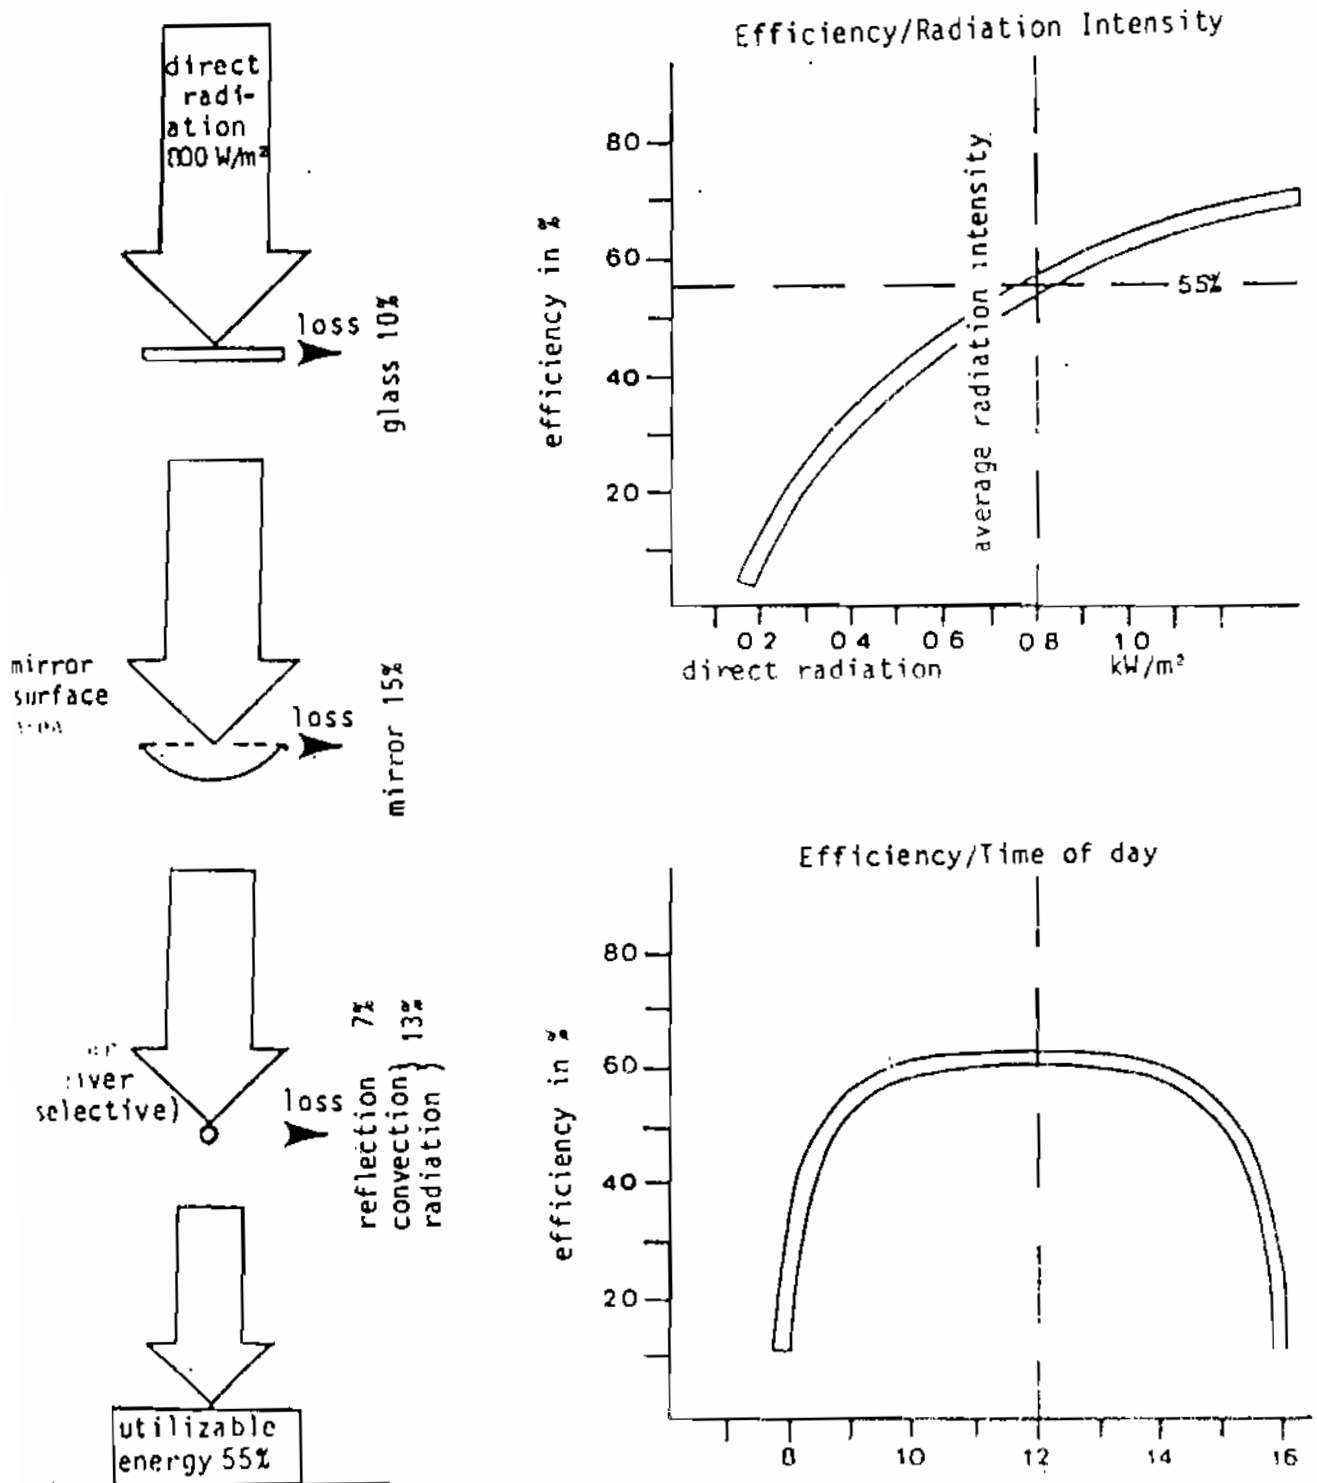 direct
radi-
ation
000 W/m²
loss
glass 10%
mirror
surface
loss
mirror 15%
selective)
loss
reflection 7%
convection} 13%
radiation }
utilizable
energy 55%
Efficiency/Radiation Intensity
efficiency in %
80
60
40
20
average radiation intensity
55%
0 2
0 4
0 6
0 8
1 0
direct radiation
kW/m²
Efficiency/Time of day
efficiency in %
80
60
40
20
8
10
12
14
16